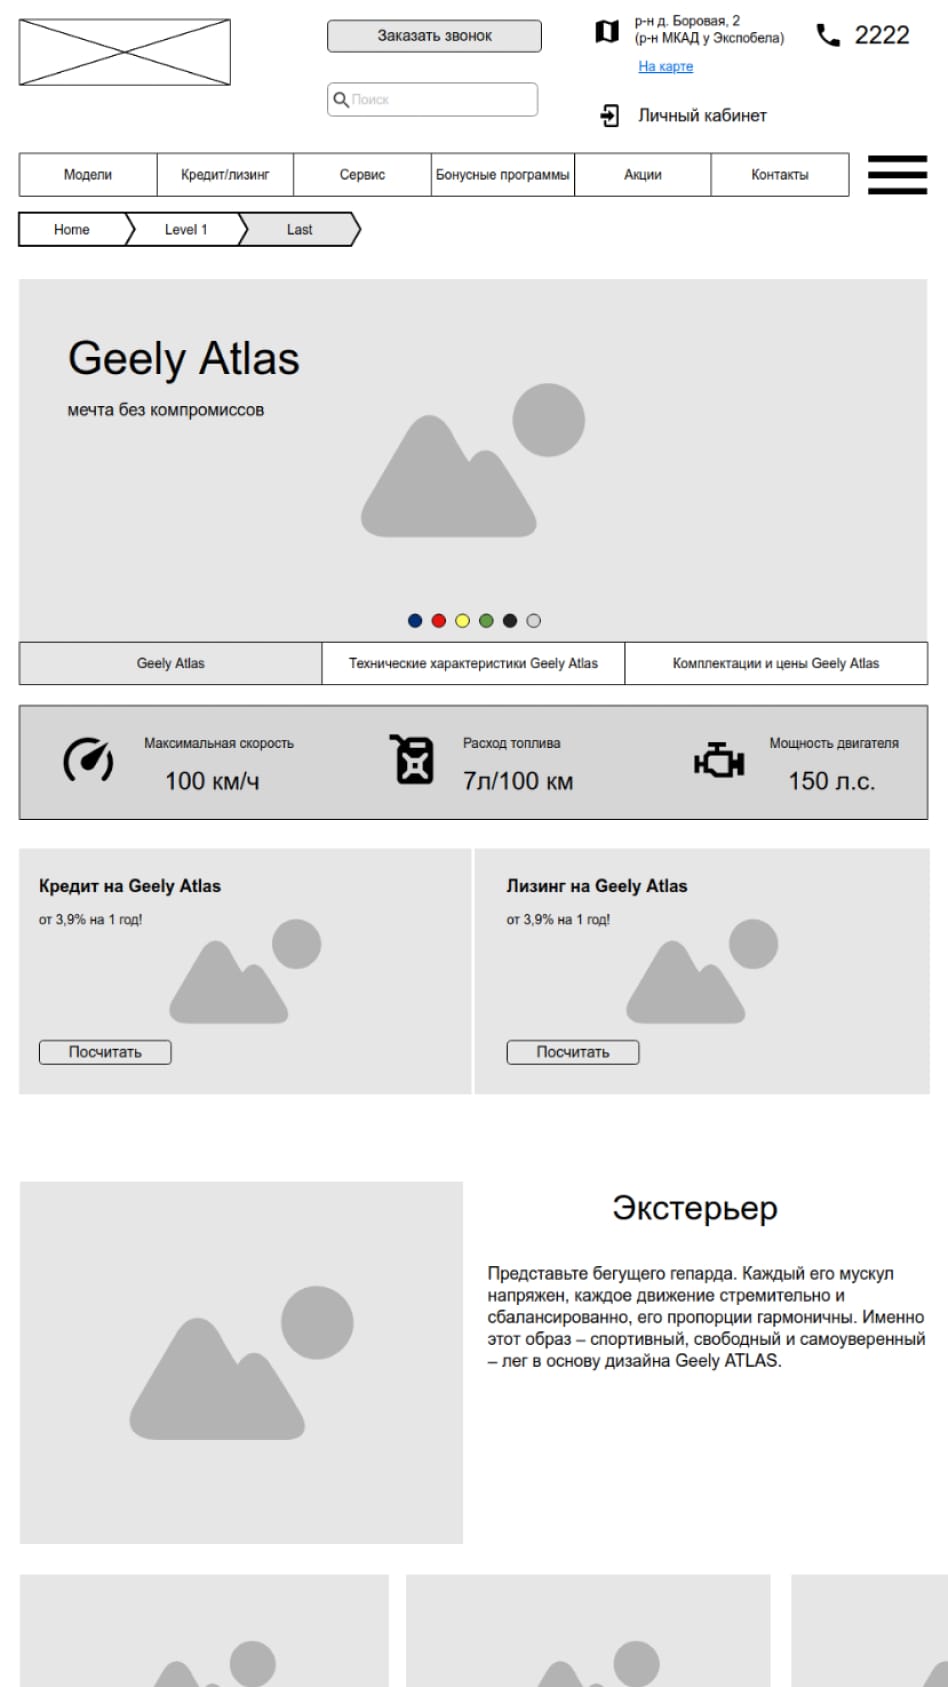 Заказать звонок
р-н д. Боровая, 2
(р-н МКАД у Экспобела)
На карте
2222
Поиск
Личный кабинет
Модели
Кредит/лизинг
Сервис
Бонусные программы
Акции
Контакты
Home
Level 1
Last
Geely Atlas
мечта без компромиссов
Geely Atlas
Технические характеристики Geely Atlas
Комплектации и цены Geely Atlas
Максимальная скорость
100 км/ч
Расход топлива
7л/100 км
Мощность двигателя
150 л.с.
Кредит на Geely Atlas
от 3,9% на 1 год!
Посчитать
Лизинг на Geely Atlas
от 3,9% на 1 год!
Посчитать
Экстерьер
Представьте бегущего гепарда. Каждый его мускул
напряжен, каждое движение стремительно и
сбалансированно, его пропорции гармоничны. Именно
этот образ – спортивный, свободный и самоуверенный
– лег в основу дизайна Geely ATLAS.